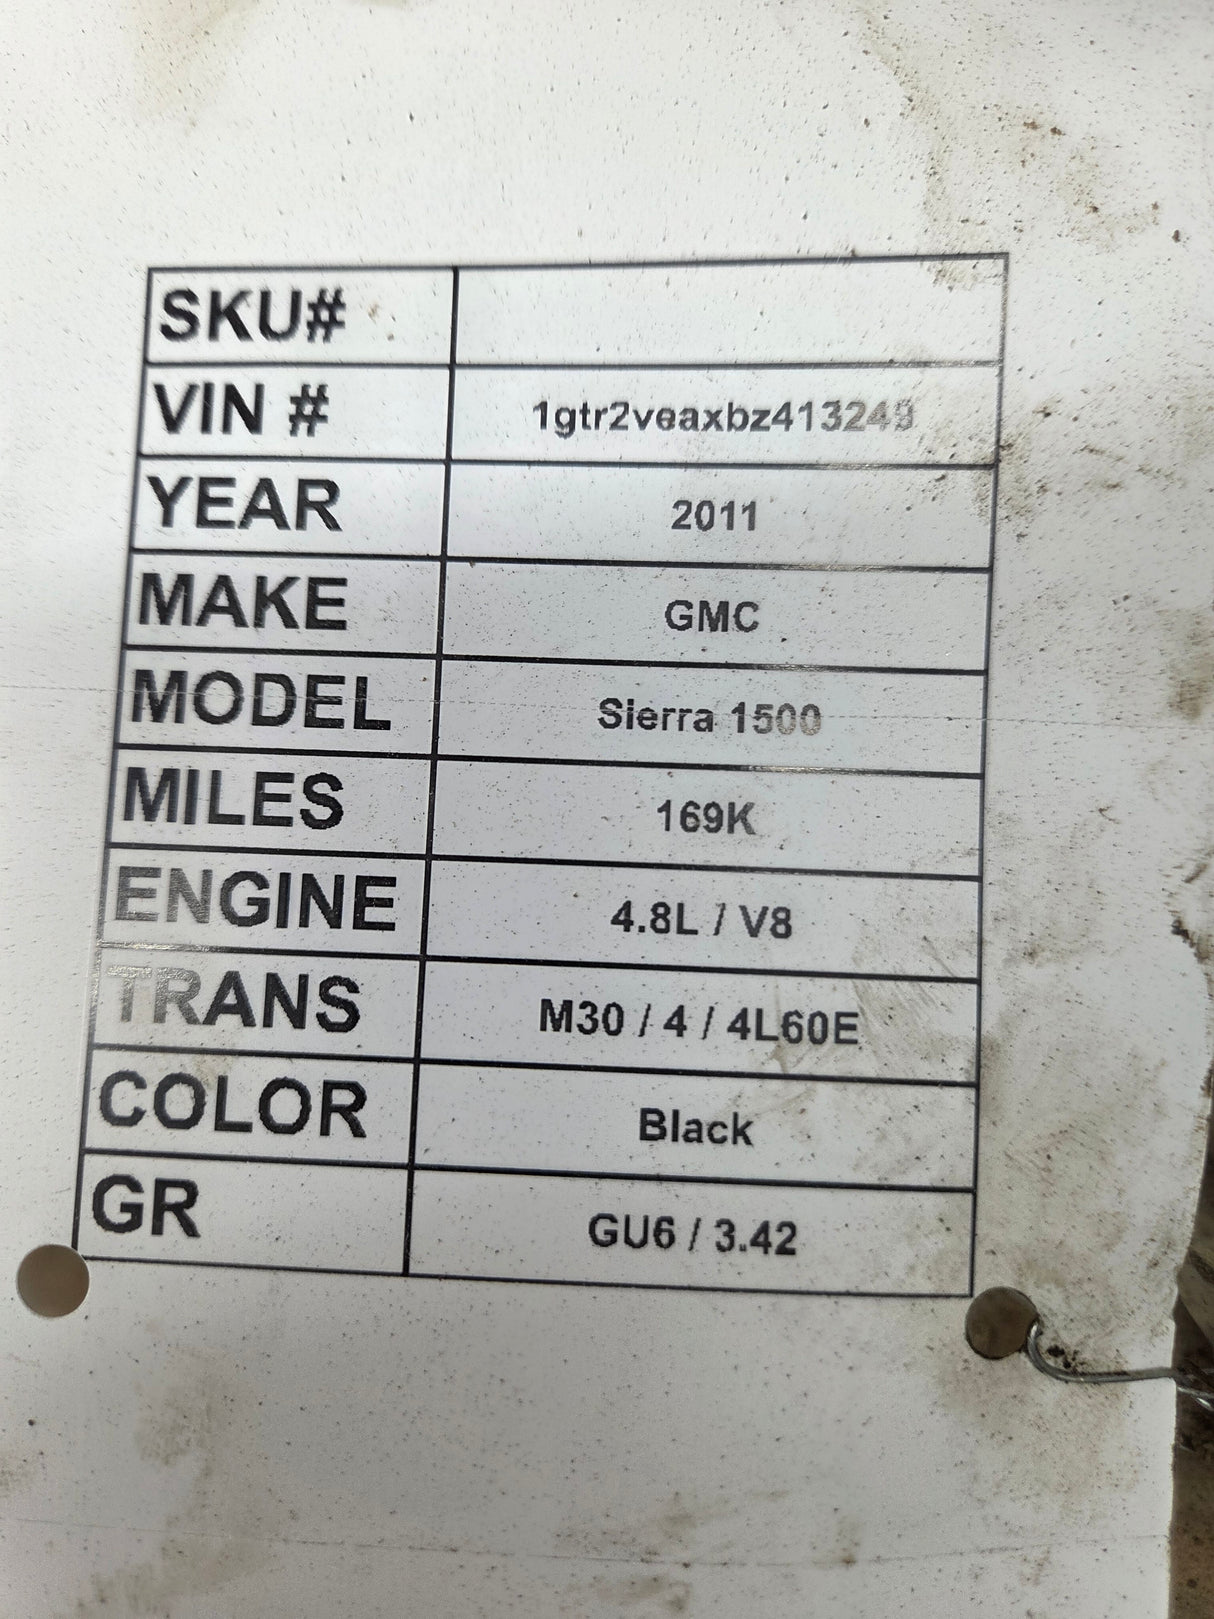 SKU#
VIN # 1gtr2veaxbz413249
YEAR 2011
MAKE GMC
MODEL Sierra 1500
MILES 169K
ENGINE 4.8L / V8
TRANS M30 / 4 / 4L60E
COLOR Black
GR GU6 / 3.42